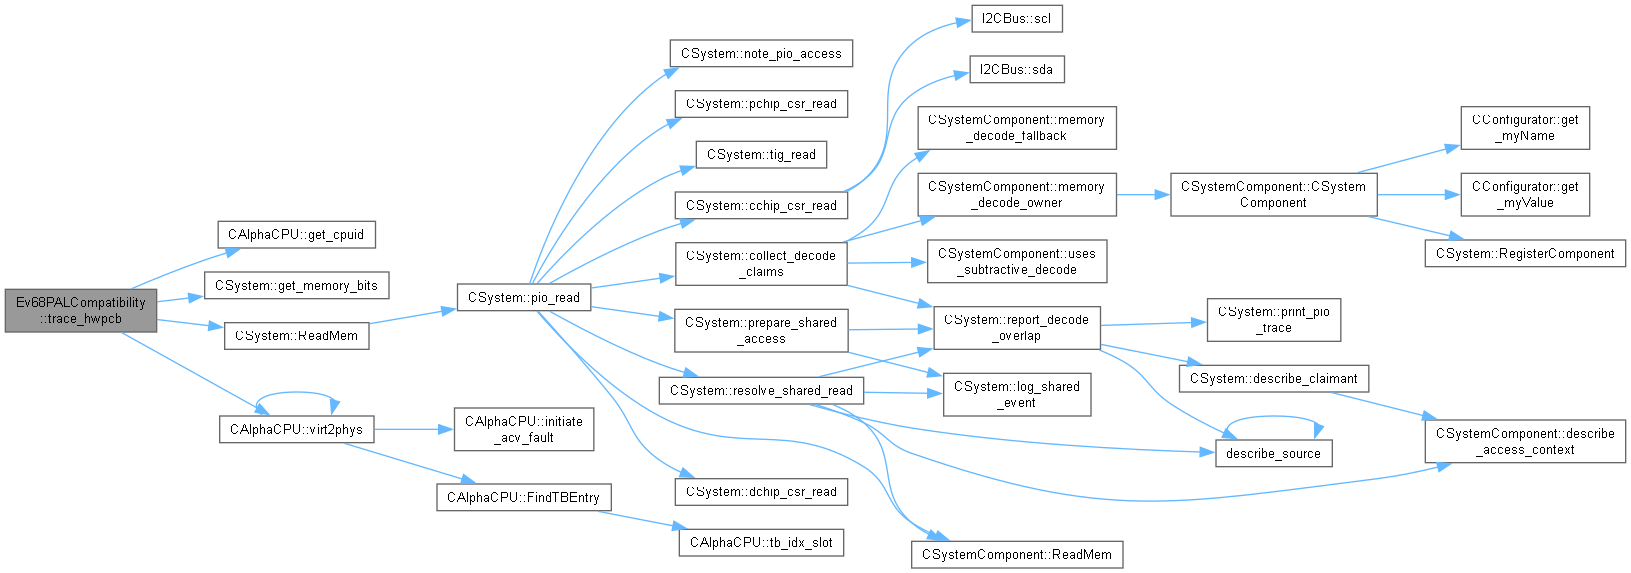 Ev68PALCompatibility
::trace_hwpcb
CAlphaCPU::get_cpuid
CSystem::get_memory_bits
CSystem::ReadMem
CAlphaCPU::virt2phys
CSystem::pio_read
CAlphaCPU::initiate
_acv_fault
CAlphaCPU::FindTBEntry
CSystem::note_pio_access
CSystem::pchip_csr_read
CSystem::tig_read
CSystem::cchip_csr_read
CSystem::collect_decode
_claims
CSystem::prepare_shared
_access
CSystem::resolve_shared_read
CSystem::dchip_csr_read
CAlphaCPU::tb_idx_slot
I2CBus::scl
I2CBus::sda
CSystemComponent::memory
_decode_fallback
CSystemComponent::memory
_decode_owner
CSystemComponent::uses
_subtractive_decode
CSystem::report_decode
_overlap
CSystem::log_shared
_event
CSystemComponent::ReadMem
CSystemComponent::CSystem
Component
CSystem::print_pio
_trace
CSystem::describe_claimant
describe_source
CConfigurator::get
_myName
CConfigurator::get
_myValue
CSystem::RegisterComponent
CSystemComponent::describe
_access_context